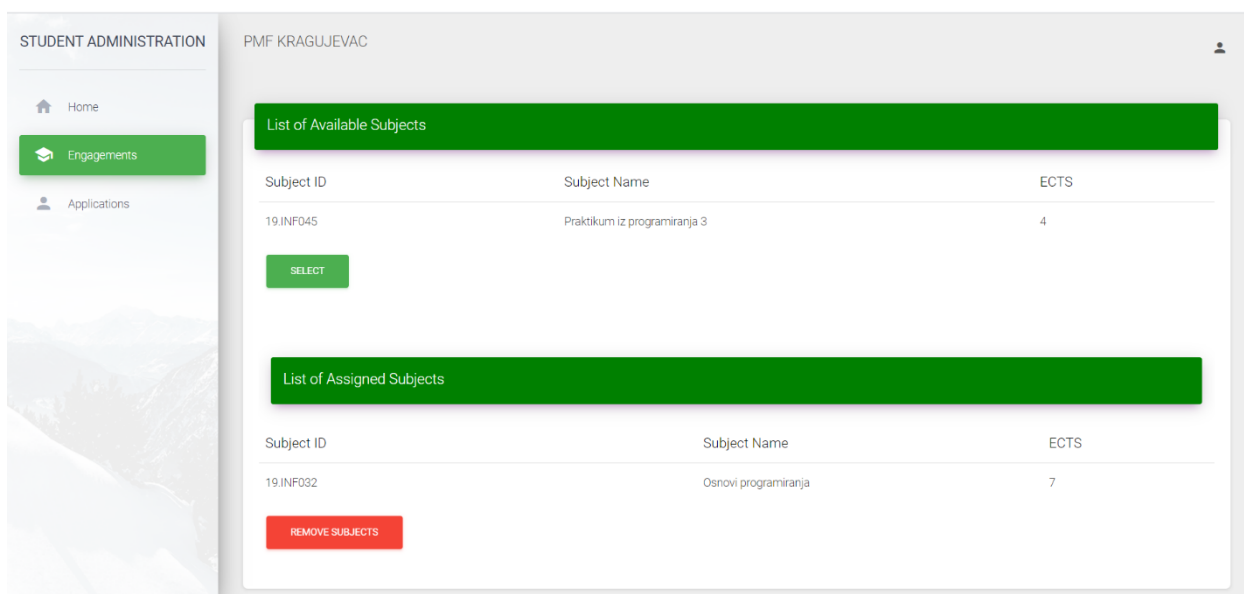 STUDENT ADMINISTRATION
PMF KRAGUJEVAC
Home
Engagements
Applications
List of Available Subjects
Subject ID Subject Name ECTS
19.INF045 Praktikum iz programiranja 3 4
SELECT
List of Assigned Subjects
Subject ID Subject Name ECTS
19.INF032 Osnovi programiranja 7
REMOVE SUBJECTS